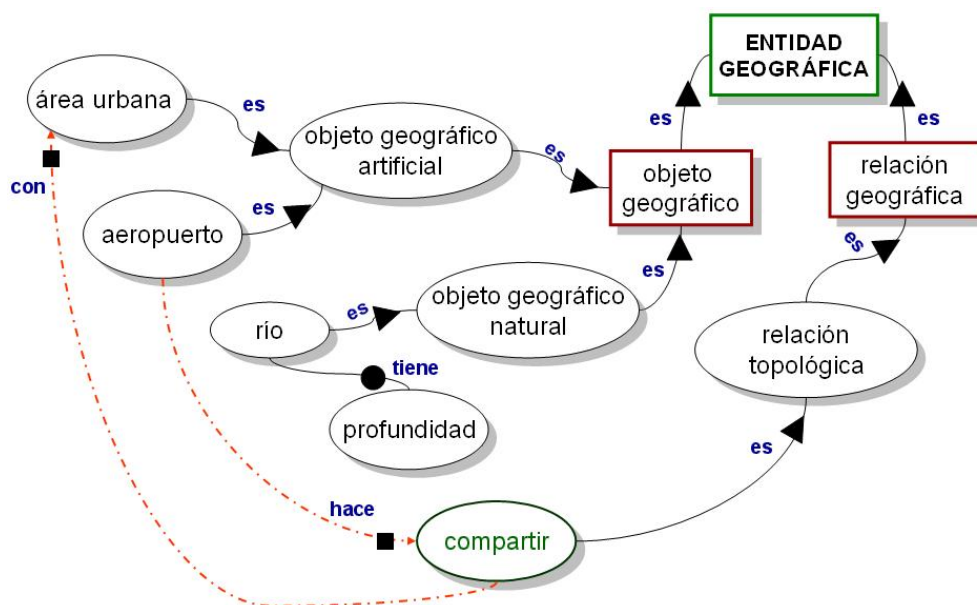 ENTIDAD
GEOGRÁFICA
es
es
área urbana
es
objeto geográfico
artificial
es
objeto
geográfico
relación
geográfica
con
aeropuerto
es
es
es
río
es
objeto geográfico
natural
relación
topológica
tiene
profundidad
es
hace
compartir